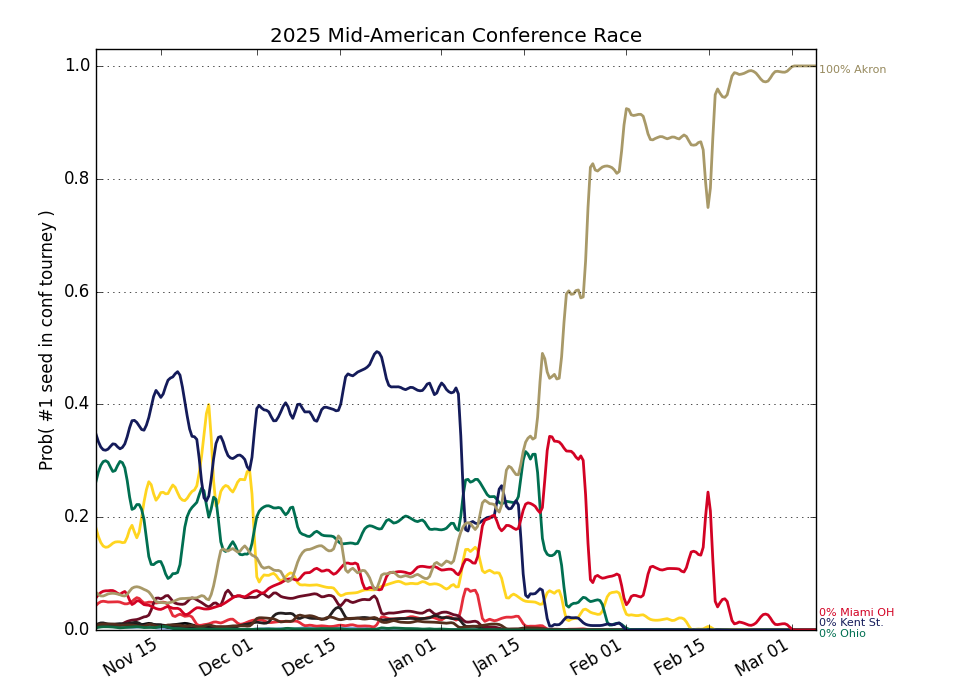 2025 Mid-American Conference Race
Prob( #1 seed in conf tourney )
1.0
0.8
0.6
0.4
0.2
0.0
Nov 15
Dec 01
Dec 15
Jan 01
Jan 15
Feb 01
Feb 15
Mar 01
100% Akron
0% Miami OH
0% Kent St.
0% Ohio